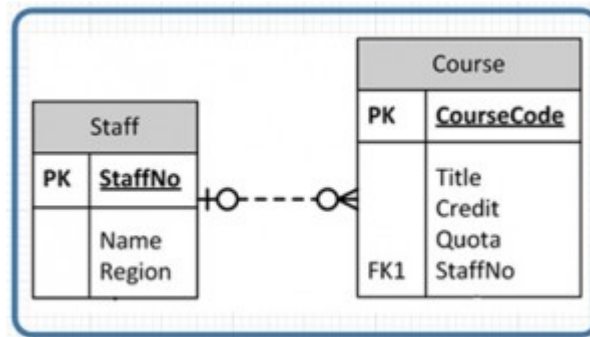 Staff
PK StaffNo
Name
Region
Course
PK CourseCode
Title
Credit
Quota
FK1 StaffNo